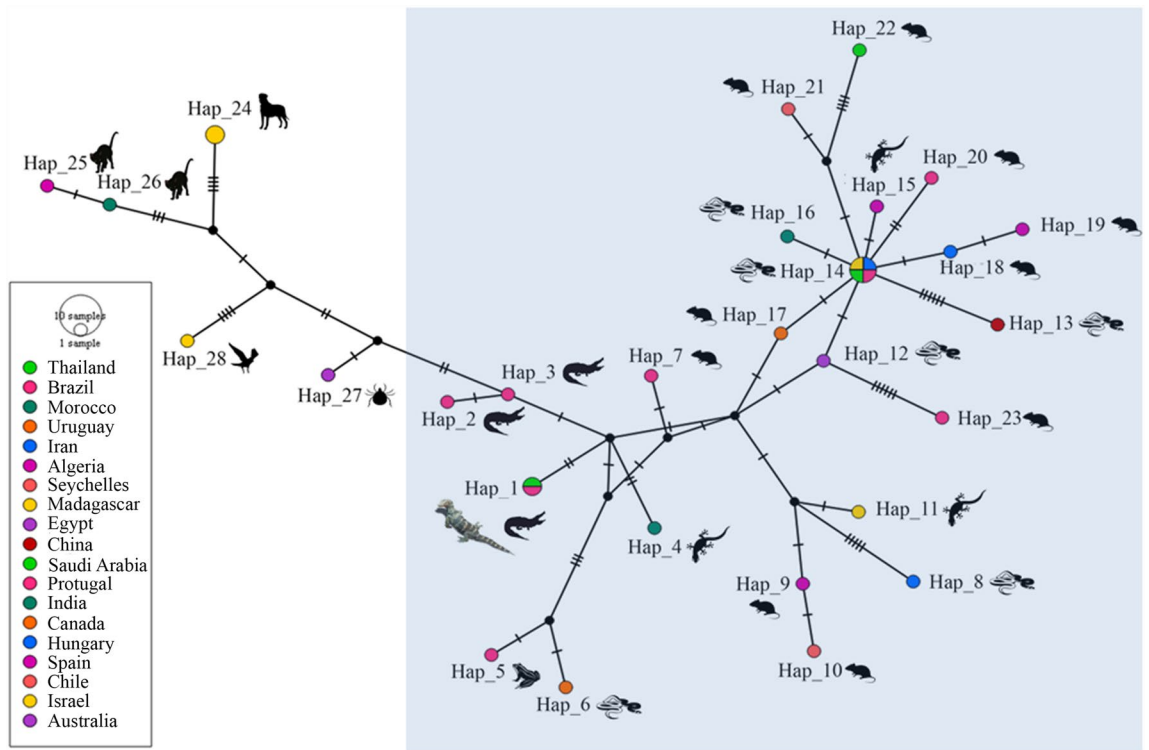 Hap_22
Hap_21
Hap_24
Hap_25
Hap_26
Hap_20
Hap_15
Hap_16
Hap_19
Hap_14
Hap_18
Hap_17
Hap_13
Hap_28
Hap_7
Hap_12
Hap_3
Hap_27
Hap_2
Hap_23
Hap_1
Hap_11
Hap_4
Hap_9
Hap_8
Hap_5
Hap_10
Hap_6
10 samples
1 sample
Thailand
Brazil
Morocco
Uruguay
Iran
Algeria
Seychelles
Madagascar
Egypt
China
Saudi Arabia
Protugal
India
Canada
Hungary
Spain
Chile
Israel
Australia